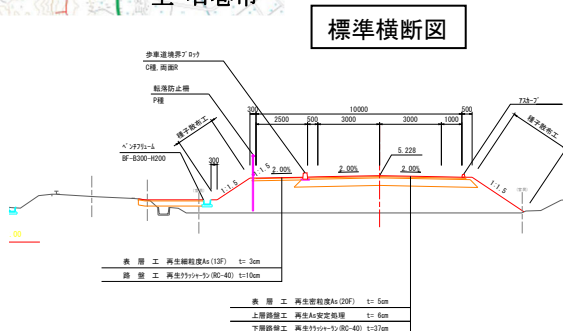 標準横断図
歩車道境界ブロック
C種, 両面R
転落防止柵
P種
種子散布工
ベンチフリューム
BF-B300-H200
300
300
10000
500
2500
500
3000
3000
1000
アスカーブ
種子散布工
5.228
1:1.5
1:1.5
2.00%
2.00%
2.00%
1:1.5
表 層 工 再生細粒度As(13F) t= 3cm
路 盤 工 再生クラッシャーラン(RC-40) t=10cm
表 層 工 再生密粒度As(20F) t= 5cm
上層路盤工 再生As安定処理 t= 6cm
下層路盤工 再生クラッシャーラン(RC-40) t=37cm